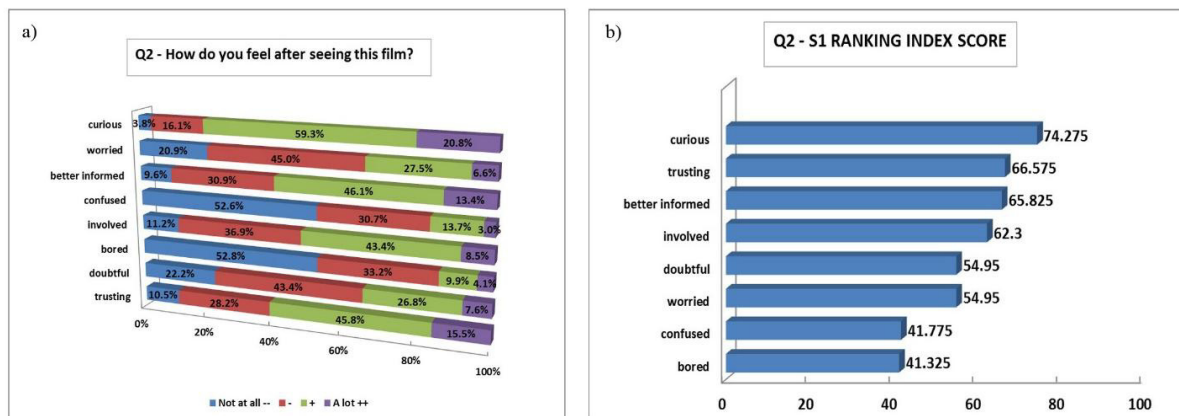 a)
Q2 - How do you feel after seeing this film?
curious 3.8% 16.1% 59.3% 20.8%
worried 20.9% 45.0% 27.5% 6.6%
better informed 9.6% 30.9% 46.1% 13.4%
confused 52.6% 30.7% 13.7% 3.0%
involved 11.2% 36.9% 43.4% 8.5%
bored 52.8% 33.2% 9.9% 4.1%
doubtful 22.2% 43.4% 26.8% 7.6%
trusting 10.5% 28.2% 45.8% 15.5%
0% 20% 40% 60% 80% 100%
Not at all -- - + A lot ++
b)
Q2 - S1 RANKING INDEX SCORE
curious 74.275
trusting 66.575
better informed 65.825
involved 62.3
doubtful 54.95
worried 54.95
confused 41.775
bored 41.325
0 20 40 60 80 100